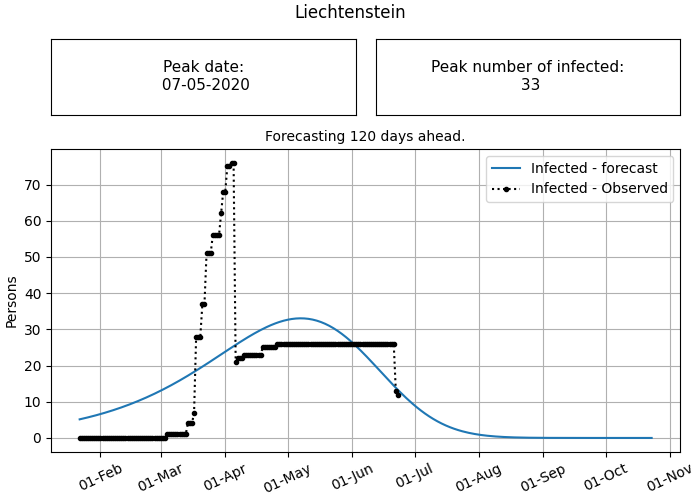 Liechtenstein
Peak date:
07-05-2020
Peak number of infected:
33
Forecasting 120 days ahead.
Infected - forecast
Infected - Observed
Persons
70
60
50
40
30
20
10
0
01-Feb
01-Mar
01-Apr
01-May
01-Jun
01-Jul
01-Aug
01-Sep
01-Oct
01-Nov